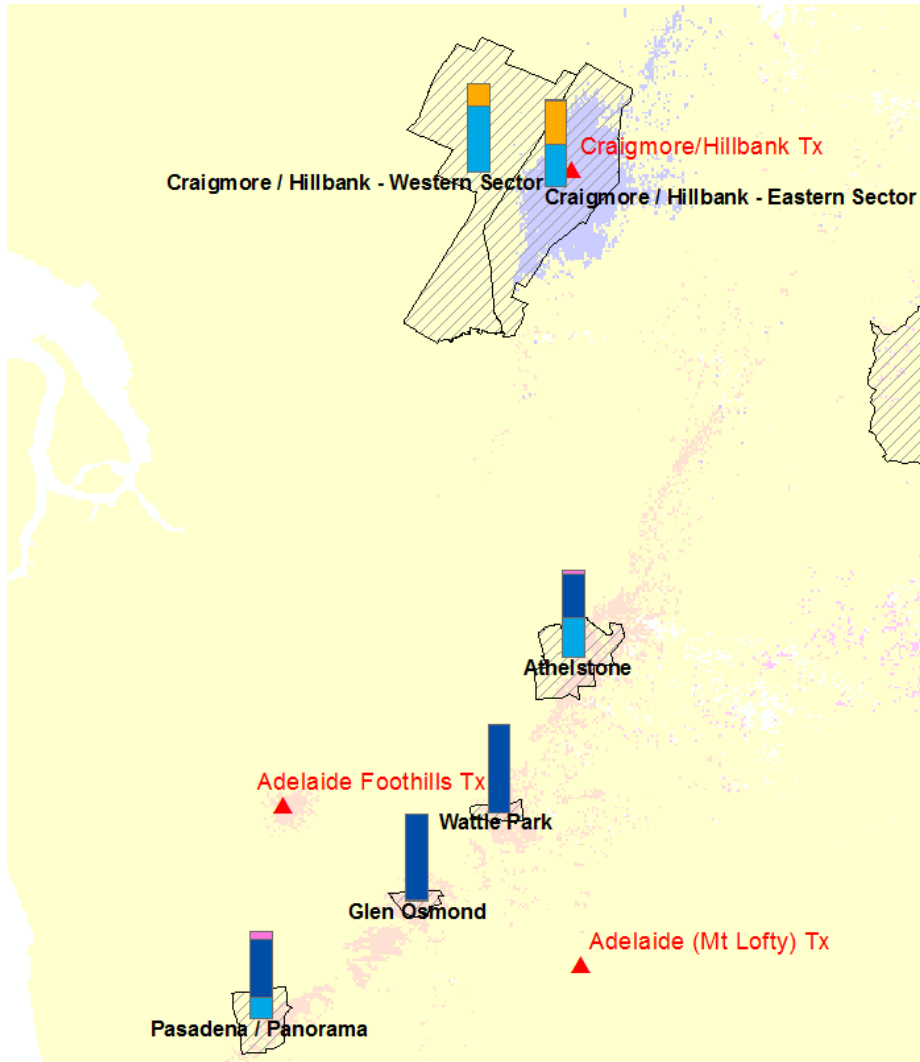 Craigmore/Hillbank Tx
Craigmore / Hillbank - Western Sector
Craigmore / Hillbank - Eastern Sector
Athelstone
Adelaide Foothills Tx
Wattle Park
Glen Osmond
Adelaide (Mt Lofty) Tx
Pasadena / Panorama